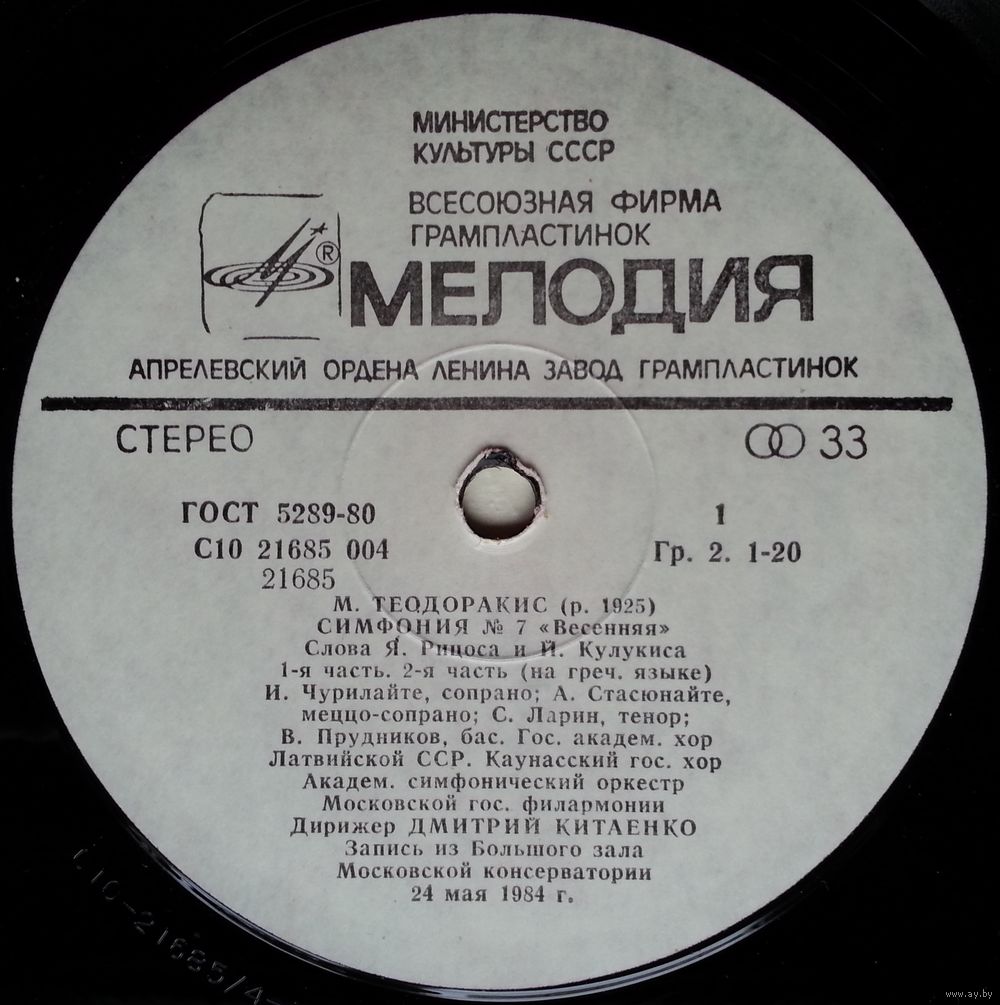 МИНИСТЕРСТВО
КУЛЬТУРЫ СССР
ВСЕСОЮЗНАЯ ФИРМА
ГРАМПЛАСТИНОК
®
МЕЛОДИЯ
АПРЕЛЕВСКИЙ ОРДЕНА ЛЕНИНА ЗАВОД ГРАМПЛАСТИНОК
СТЕРЕО
33
ГОСТ 5289-80
1
С10 21685 004
Гр. 2. 1-20
21685
М. ТЕОДОРАКИС (р. 1925)
СИМФОНИЯ № 7 «Весенняя»
Слова Я. Рицоса и Й. Кулукиса
1-я часть. 2-я часть (на греч. языке)
И. Чурилайте, сопрано; А. Стасюнайте,
меццо-сопрано; С. Ларин, тенор;
В. Прудников, бас. Гос. академ. хор
Латвийской ССР. Каунасский гос. хор
Академ. симфонический оркестр
Московской гос. филармонии
Дирижер ДМИТРИЙ КИТАЕНКО
Запись из Большого зала
Московской консерватории
24 мая 1984 г.
www.ay.by